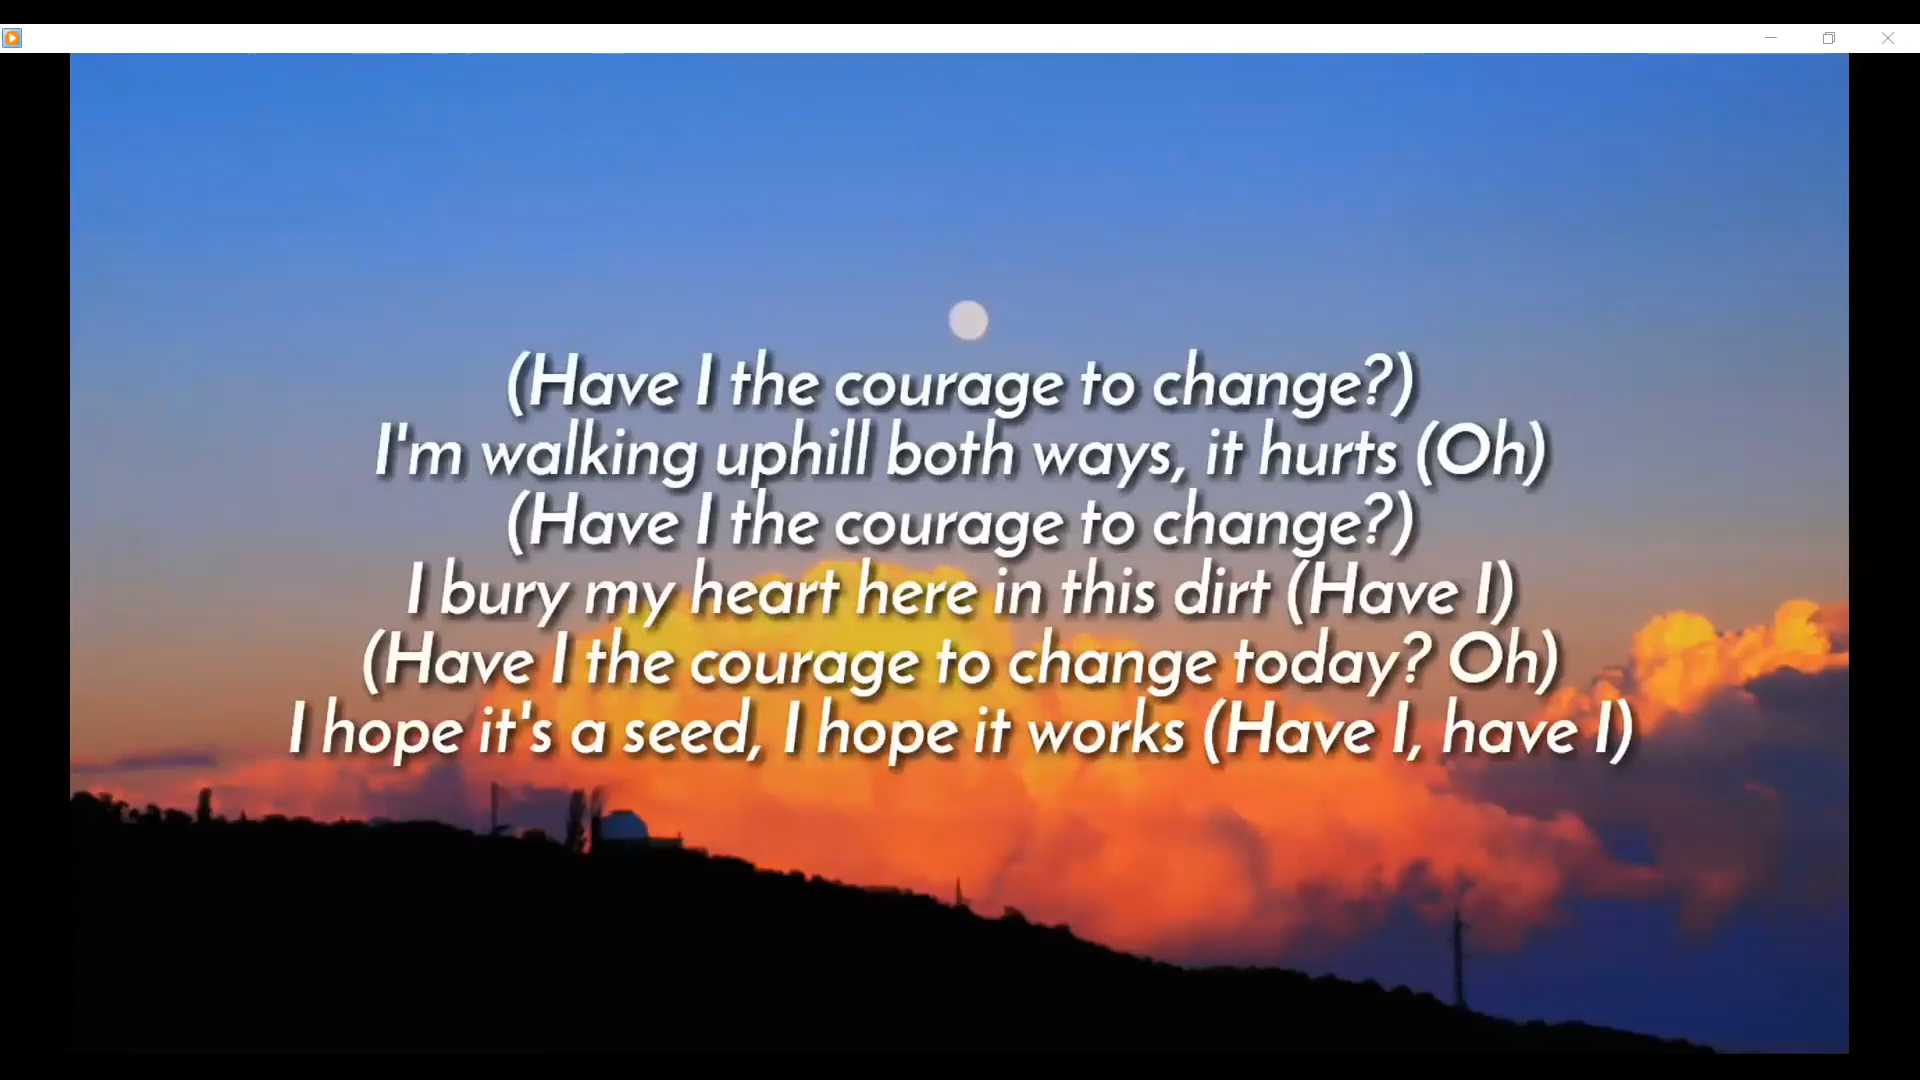 (Have I the courage to change?)
I'm walking uphill both ways, it hurts (Oh)
(Have I the courage to change?)
I bury my heart here in this dirt (Have I)
(Have I the courage to change today? Oh)
I hope it's a seed, I hope it works (Have I, have I)